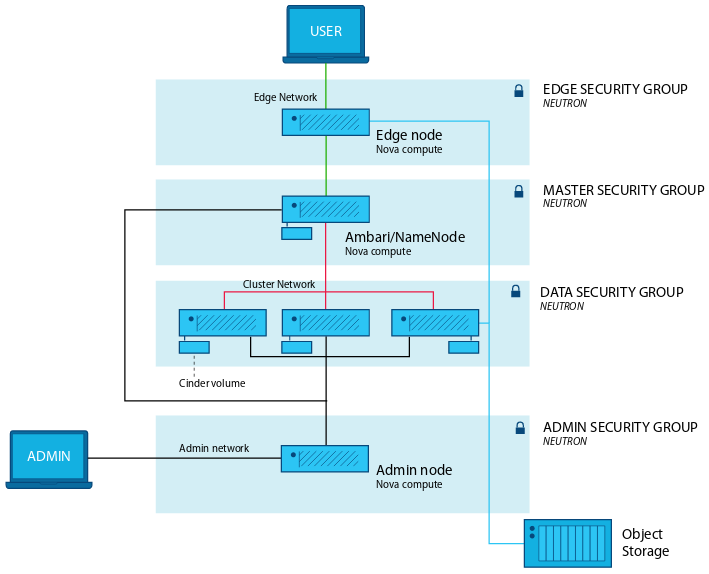 USER
Edge Network
EDGE SECURITY GROUP
NEUTRON
Edge node
Nova compute
MASTER SECURITY GROUP
NEUTRON
Ambari/NameNode
Nova compute
Cluster Network
DATA SECURITY GROUP
NEUTRON
Cinder volume
ADMIN
Admin network
ADMIN SECURITY GROUP
NEUTRON
Admin node
Nova compute
Object
Storage